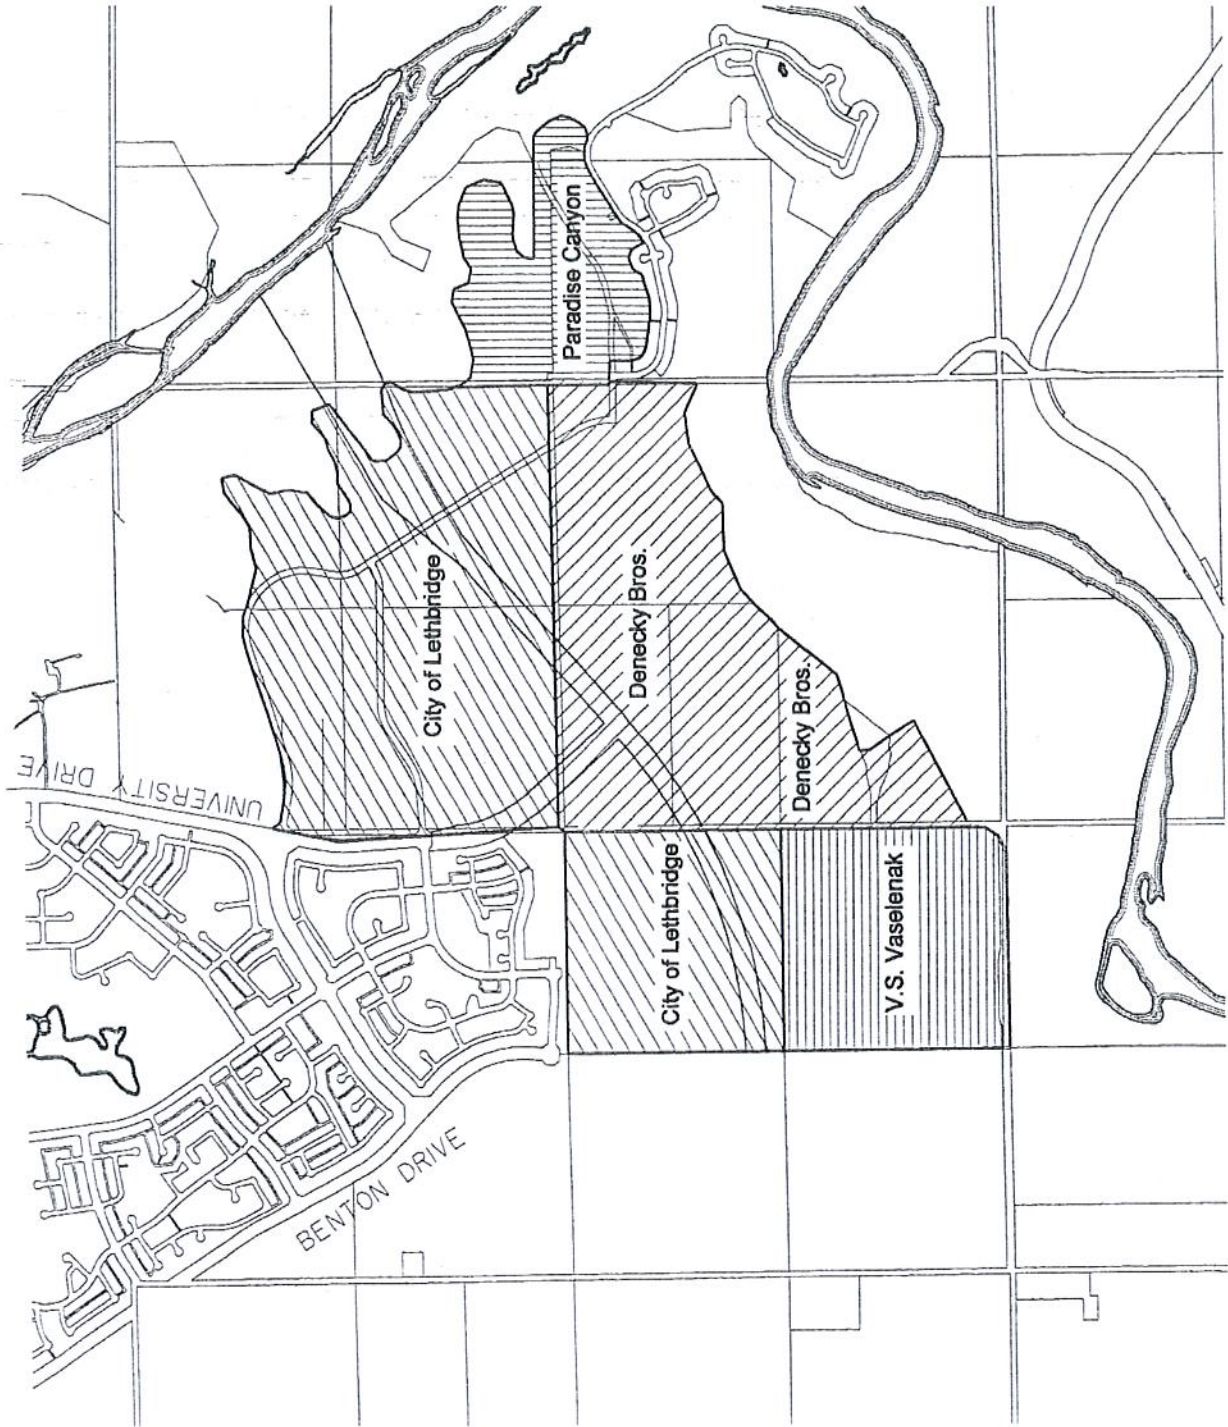 UNIVERSITY DRIVE
BENTON DRIVE
Paradise Canyon
City of Lethbridge
Denecky Bros.
Denecky Bros.
City of Lethbridge
V.S. Vaselenak